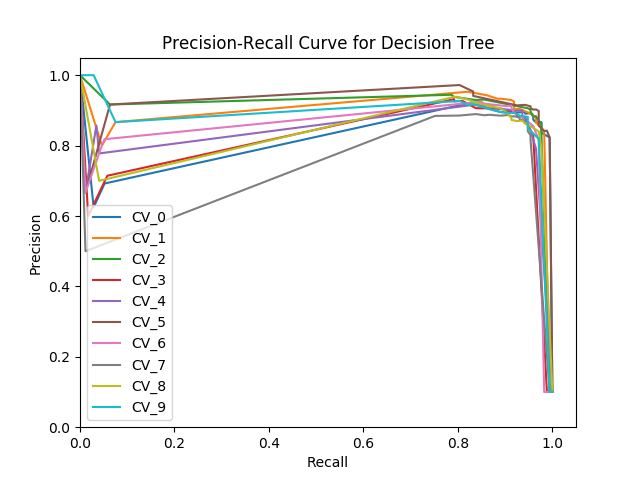 Precision-Recall Curve for Decision Tree
1.0
0.8
0.6
0.4
0.2
0.0
Precision
CV_0
CV_1
CV_2
CV_3
CV_4
CV_5
CV_6
CV_7
CV_8
CV_9
0.0 0.2 0.4 0.6 0.8 1.0
Recall